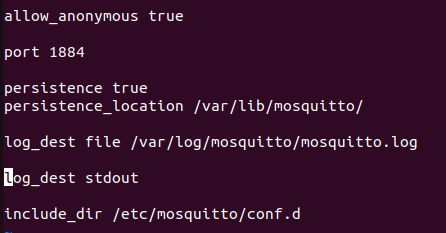 allow_anonymous true
port 1884
persistence true
persistence_location /var/lib/mosquitto/
log_dest file /var/log/mosquitto/mosquitto.log
log_dest stdout
include_dir /etc/mosquitto/conf.d